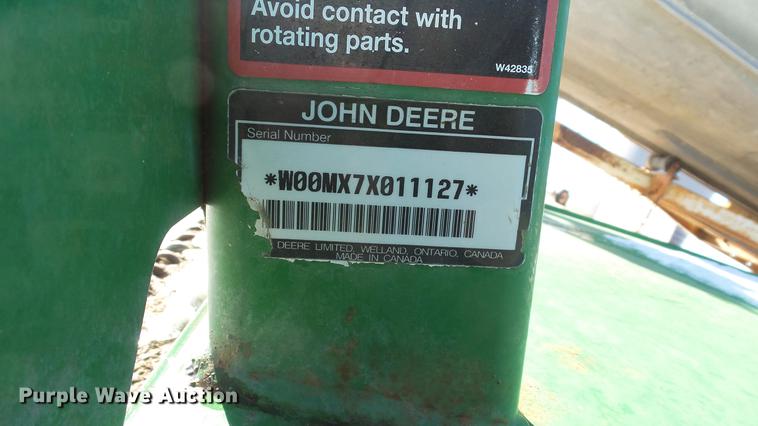 Avoid contact with
rotating parts.
W42835
JOHN DEERE
Serial Number
*W00MX7X011127*
DEERE LIMITED, WELLAND, ONTARIO, CANADA
MADE IN CANADA
Purple Wave Auction